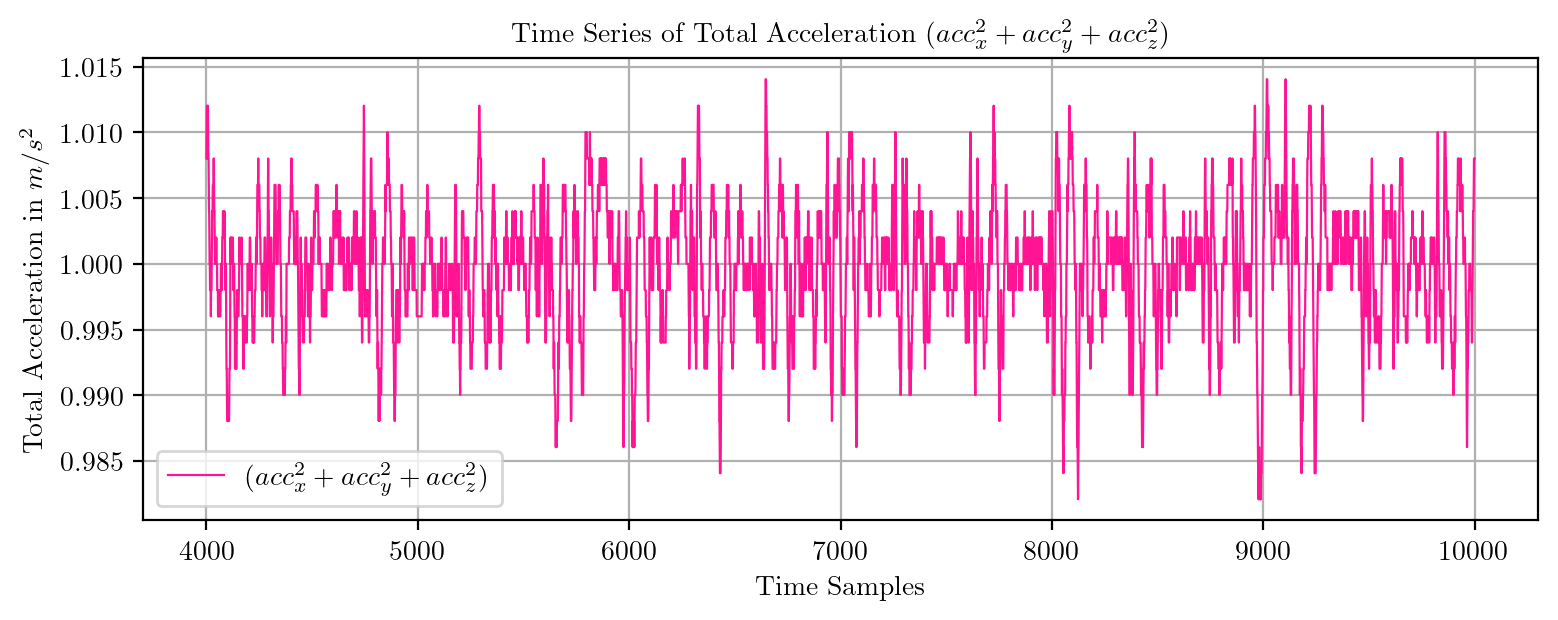 Time Series of Total Acceleration $(acc_x^2 + acc_y^2 + acc_z^2)$
Total Acceleration in $m/s^2$
1.015
1.010
1.005
1.000
0.995
0.990
0.985
$(acc_x^2 + acc_y^2 + acc_z^2)$
4000 5000 6000 7000 8000 9000 10000
Time Samples